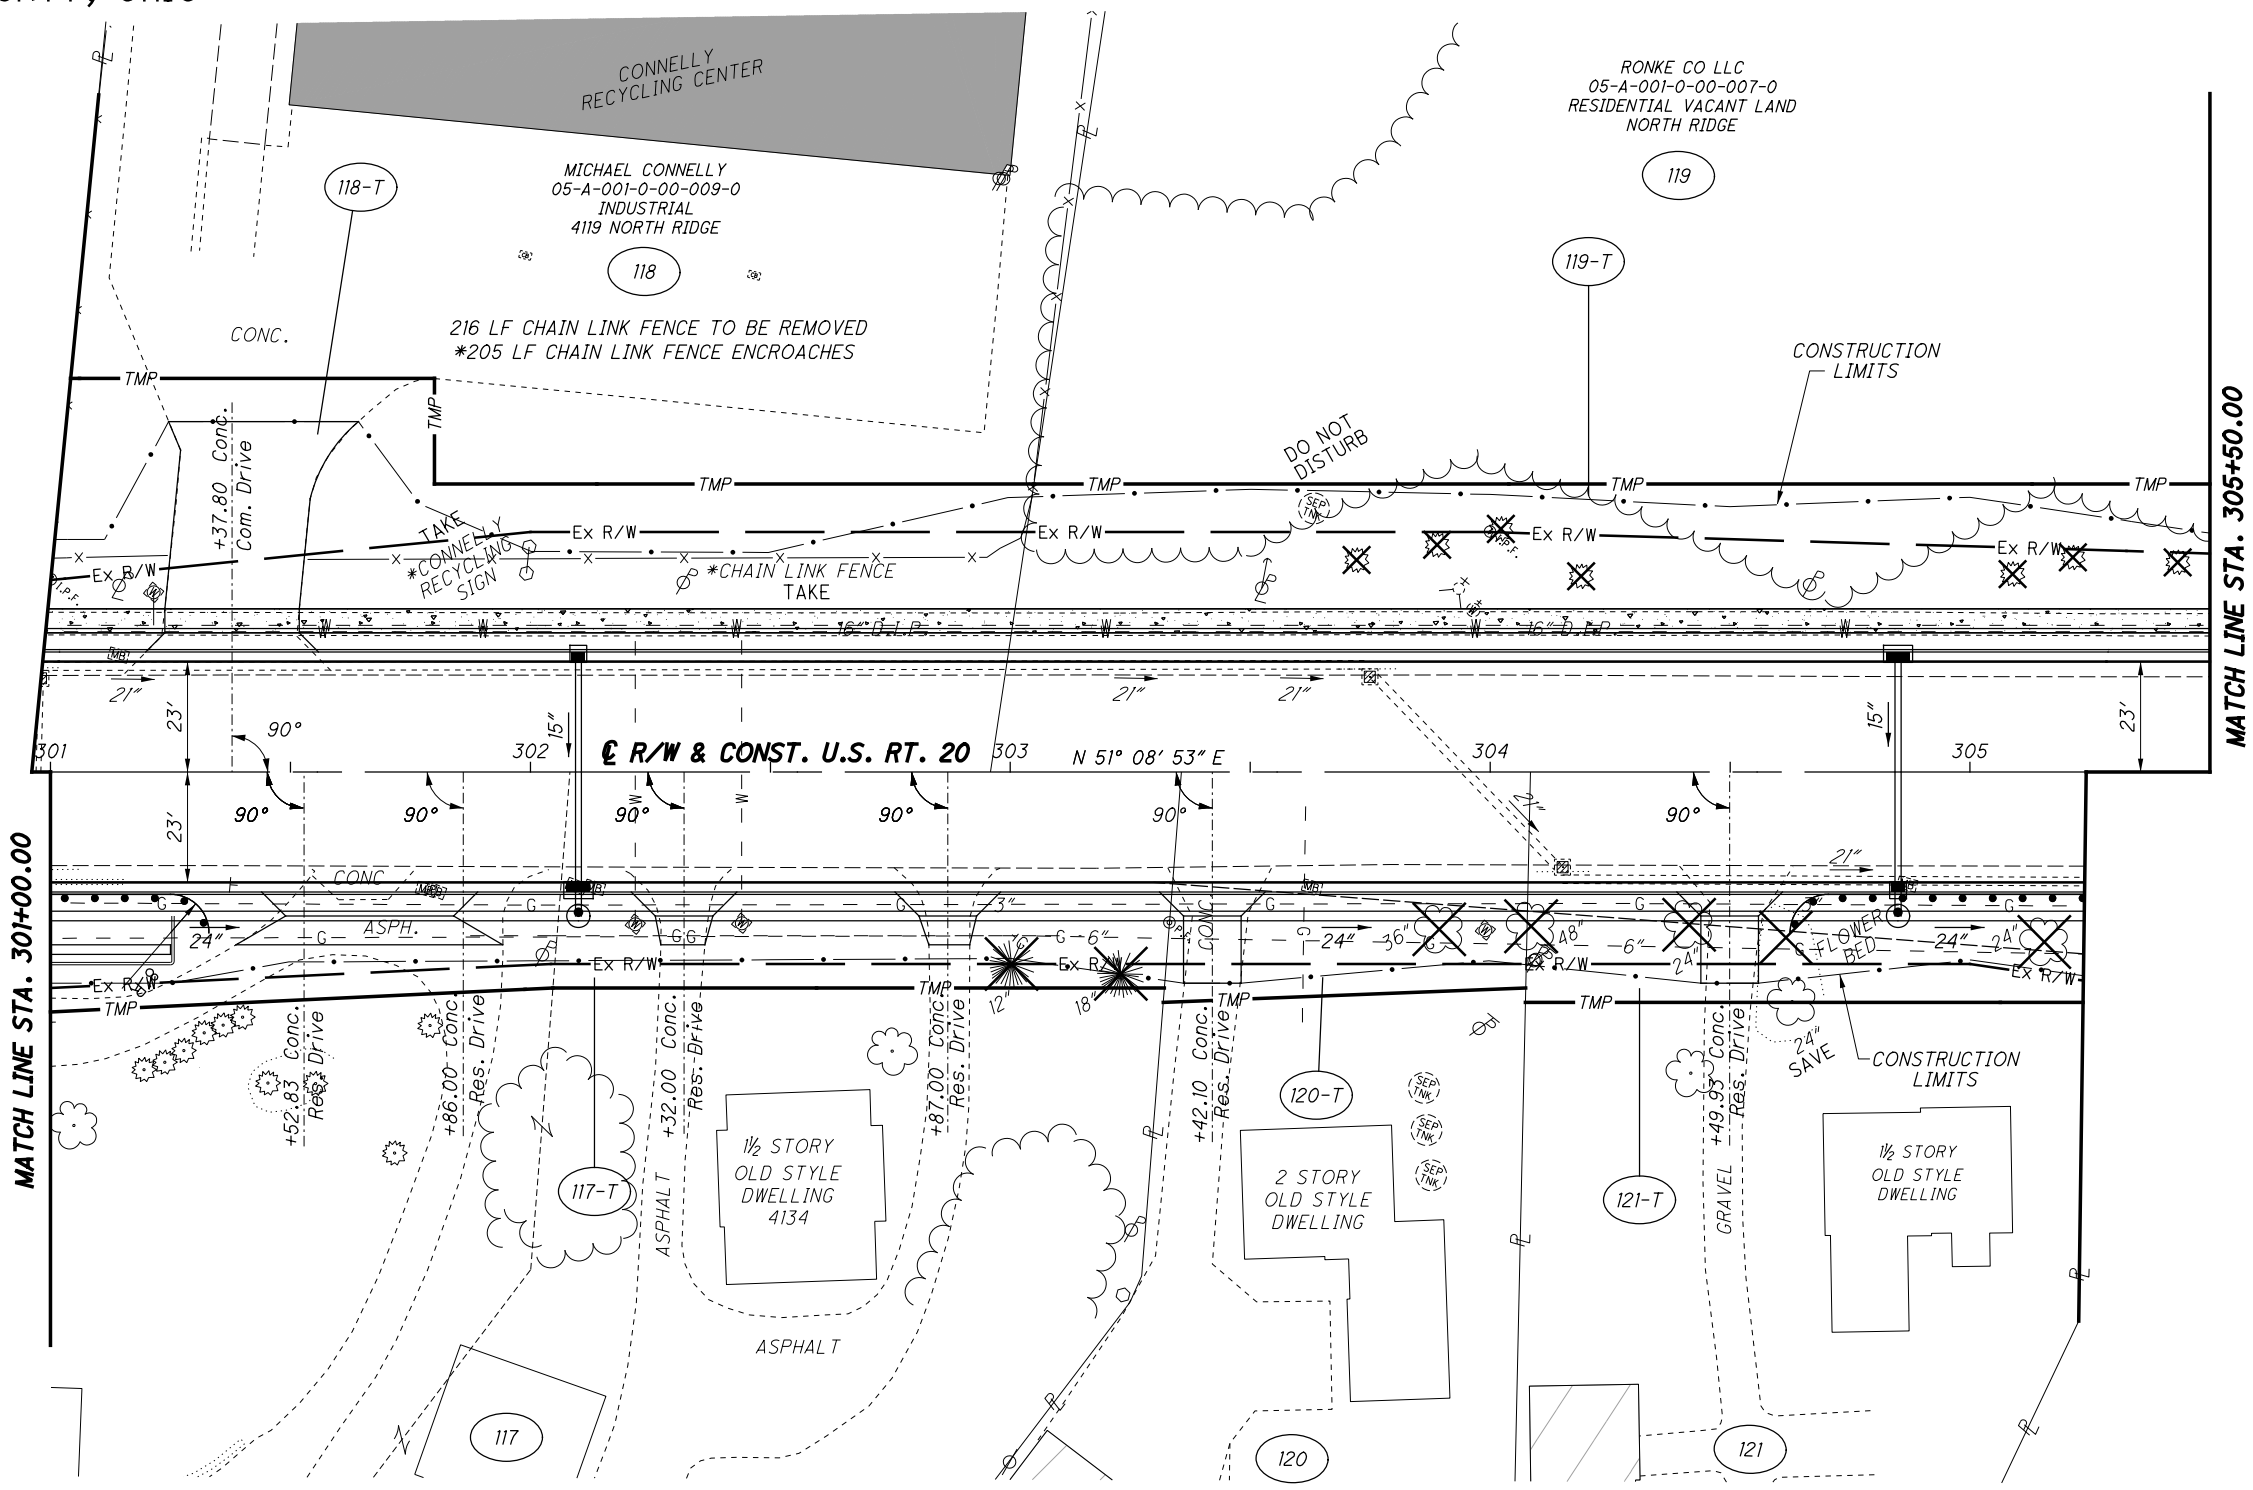 CONNELLY
RECYCLING CENTER
RONKE CO LLC
05-A-001-0-00-007-0
RESIDENTIAL VACANT LAND
NORTH RIDGE
119
MICHAEL CONNELLY
05-A-001-0-00-009-0
INDUSTRIAL
4119 NORTH RIDGE
118
118-T
119-T
216 LF CHAIN LINK FENCE TO BE REMOVED
*205 LF CHAIN LINK FENCE ENCROACHES
CONC.
CONSTRUCTION
LIMITS
TMP
TMP
TMP
TMP
TMP
TMP
DO NOT
DISTURB
SEP
TNK
+37.80 Conc.
Com. Drive
TAKE
*CONNELLY
RECYCLING
SIGN
Ex R/W
Ex R/W
Ex R/W
Ex R/W
Ex R/W
*CHAIN LINK FENCE
TAKE
I.P.F.
16" D.I.P.
16" D.I.P.
MB
21"
21"
21"
23'
23'
15"
15"
90°
301
302
303
304
305
℄ R/W & CONST. U.S. RT. 20
N 51° 08' 53" E
MATCH LINE STA. 305+50.00
MATCH LINE STA. 301+00.00
23'
90°
90°
90°
90°
90°
90°
21"
21"
CONC
ASPH.
24"
3"
6"
12"
18"
CONC
24"
36"
48"
6"
24"
FLOWER
BED
24"
24"
Ex R/W
Ex R/W
Ex R/W
Ex R/W
Ex R/W
TMP
TMP
TMP
TMP
24"
SAVE
CONSTRUCTION
LIMITS
+52.83 Conc.
Res. Drive
+86.00 Conc.
Res. Drive
+32.00 Conc.
Res. Drive
+87.00 Conc.
Res. Drive
+42.10 Conc.
Res. Drive
+49.93 Conc.
Res. Drive
117-T
120-T
121-T
SEP
TNK
SEP
TNK
SEP
TNK
1½ STORY
OLD STYLE
DWELLING
4134
2 STORY
OLD STYLE
DWELLING
1½ STORY
OLD STYLE
DWELLING
ASPHALT
GRAVEL
ASPHALT
117
120
121